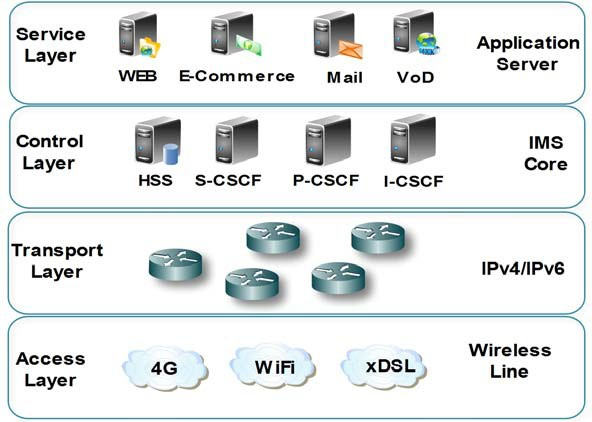 Service
Layer
WEB E-Commerce Mail VoD
Application
Server
Control
Layer
HSS S-CSCF P-CSCF I-CSCF
IMS
Core
Transport
Layer
IPv4/IPv6
Access
Layer
4G WiFi xDSL
Wireless
Line